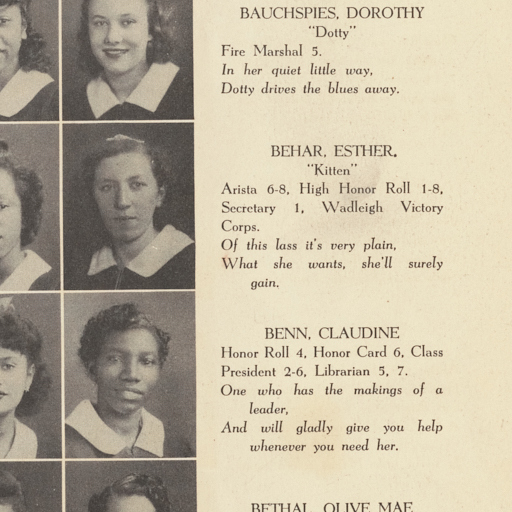 BAUCHSPIES, DOROTHY
"Dotty"
Fire Marshal 5.
In her quiet little way,
Dotty drives the blues away.
BEHAR, ESTHER.
"Kitten"
Arista 6-8, High Honor Roll 1-8,
Secretary 1, Wadleigh Victory
Corps.
Of this lass it's very plain,
What she wants, she'll surely
gain.
BENN, CLAUDINE
Honor Roll 4, Honor Card 6, Class
President 2-6, Librarian 5, 7.
One who has the makings of a
leader,
And will gladly give you help
whenever you need her.
BETHAL, OLIVE MAE